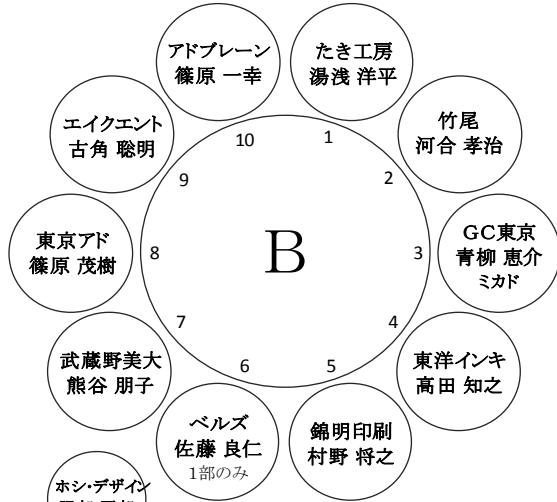 アドブレーン
篠原 一幸
たき工房
湯浅 洋平
エイクエント
古角 聡明
竹尾
河合 孝治
10
1
9
2
東京アド
篠原 茂樹
8
B
3
GC東京
青柳 恵介
ミカド
7
4
武蔵野美大
熊谷 朋子
6
5
東洋インキ
高田 知之
ベルズ
佐藤 良仁
1部のみ
錦明印刷
村野 将之
ホシ・デザイン